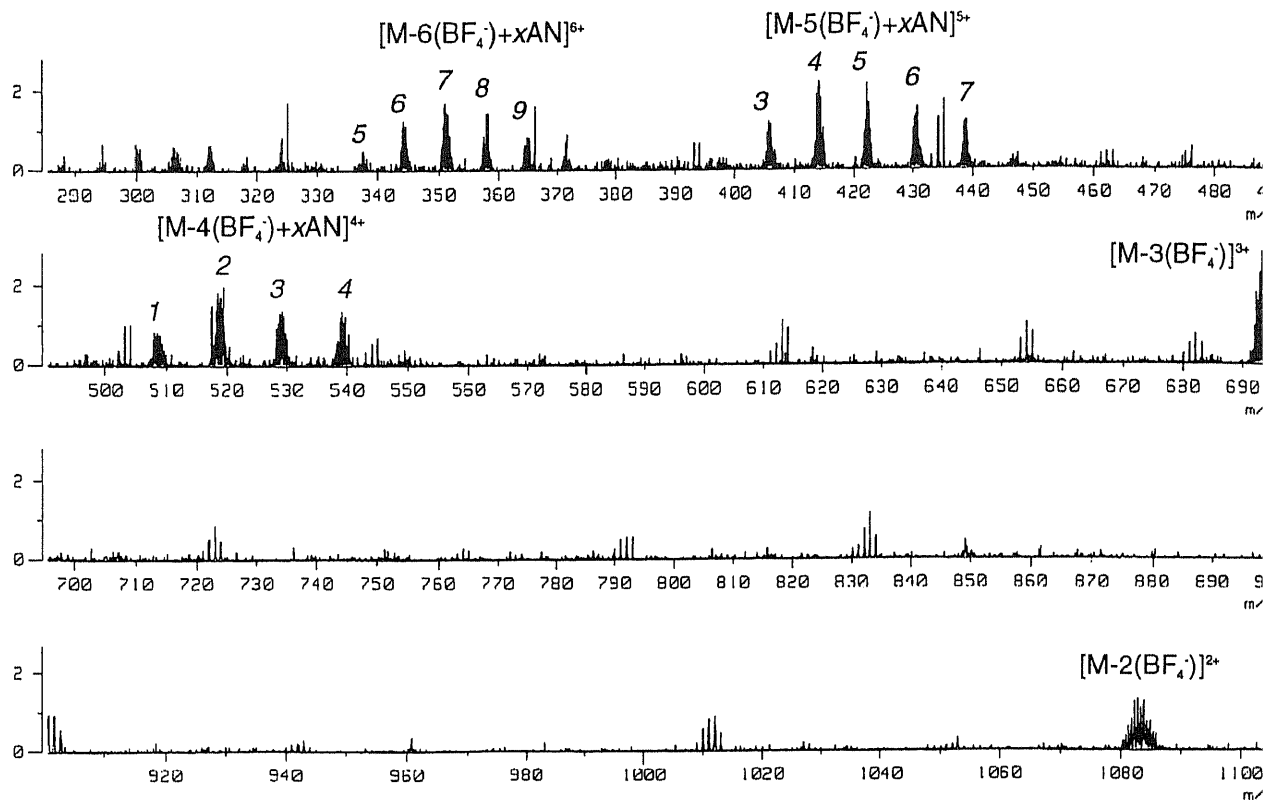 [M-6(BF₄⁻)+xAN]⁶⁺ [M-5(BF₄⁻)+xAN]⁵⁺
2
5 6 7 8 9 3 4 5 6 7
0
290 300 310 320 330 340 350 360 370 380 390 400 410 420 430 440 450 460 470 480 4
m/
[M-4(BF₄⁻)+xAN]⁴⁺ [M-3(BF₄⁻)]³⁺
2
1 2 3 4
0
500 510 520 530 540 550 560 570 580 590 600 610 620 630 640 650 660 670 680 690
m/
2
0
700 710 720 730 740 750 760 770 780 790 800 810 820 830 840 850 860 870 880 890 9
m/
[M-2(BF₄⁻)]²⁺
2
0
920 940 960 980 1000 1020 1040 1060 1080 1100
m/